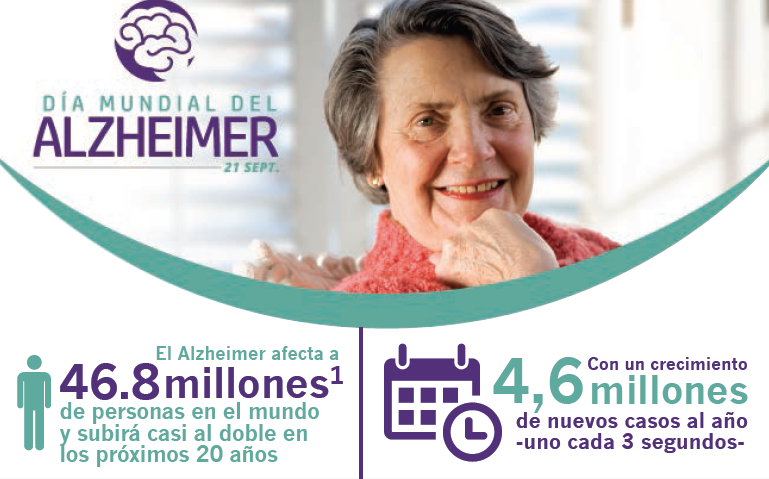 DÍA MUNDIAL DEL
ALZHEIMER
21 SEPT.
El Alzheimer afecta a
46.8 millones¹
de personas en el mundo
y subirá casi al doble en
los próximos 20 años
Con un crecimiento
4,6 millones
de nuevos casos al año
-uno cada 3 segundos-